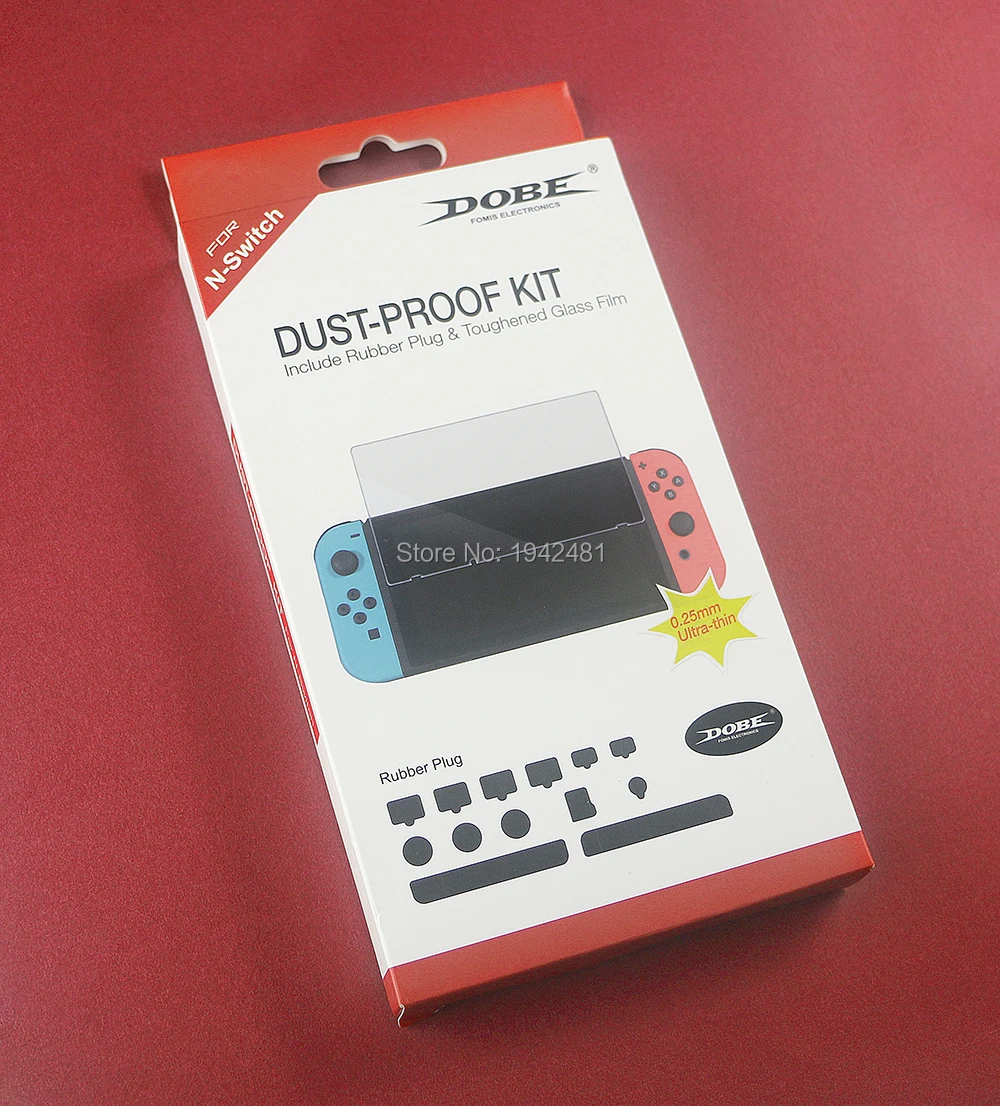 DOBE®
FOMIS ELECTRONICS
FOR
N-Switch
DUST-PROOF KIT
Include Rubber Plug & Toughened Glass Film
X
Y
A
B
Store No: 1942481
0.25mm
Ultra-thin
DOBE®
FOMIS ELECTRONICS
Rubber Plug